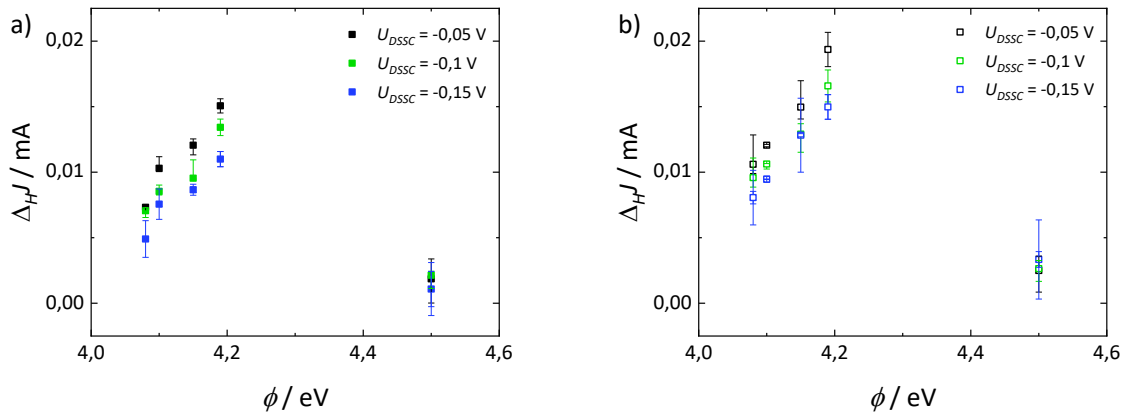 a)
0,02
0,01
0,00
Δ_H J / mA
U_DSSC = -0,05 V
U_DSSC = -0,1 V
U_DSSC = -0,15 V
4,0 4,2 4,4 4,6
ϕ / eV
b)
0,02
0,01
0,00
Δ_H J / mA
U_DSSC = -0,05 V
U_DSSC = -0,1 V
U_DSSC = -0,15 V
4,0 4,2 4,4 4,6
ϕ / eV